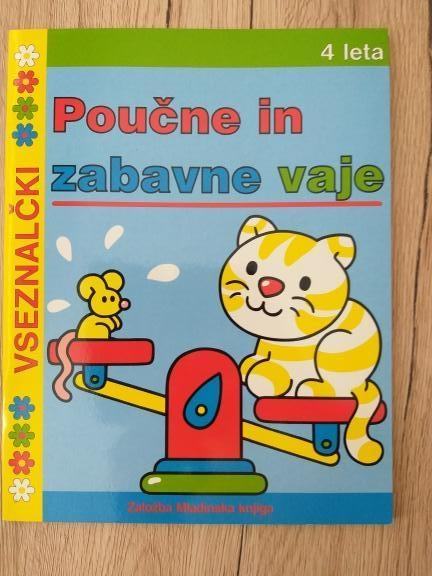 4 leta
Poučne in
zabavne vaje
VSEZNALČKI
Založba Mladinska knjiga